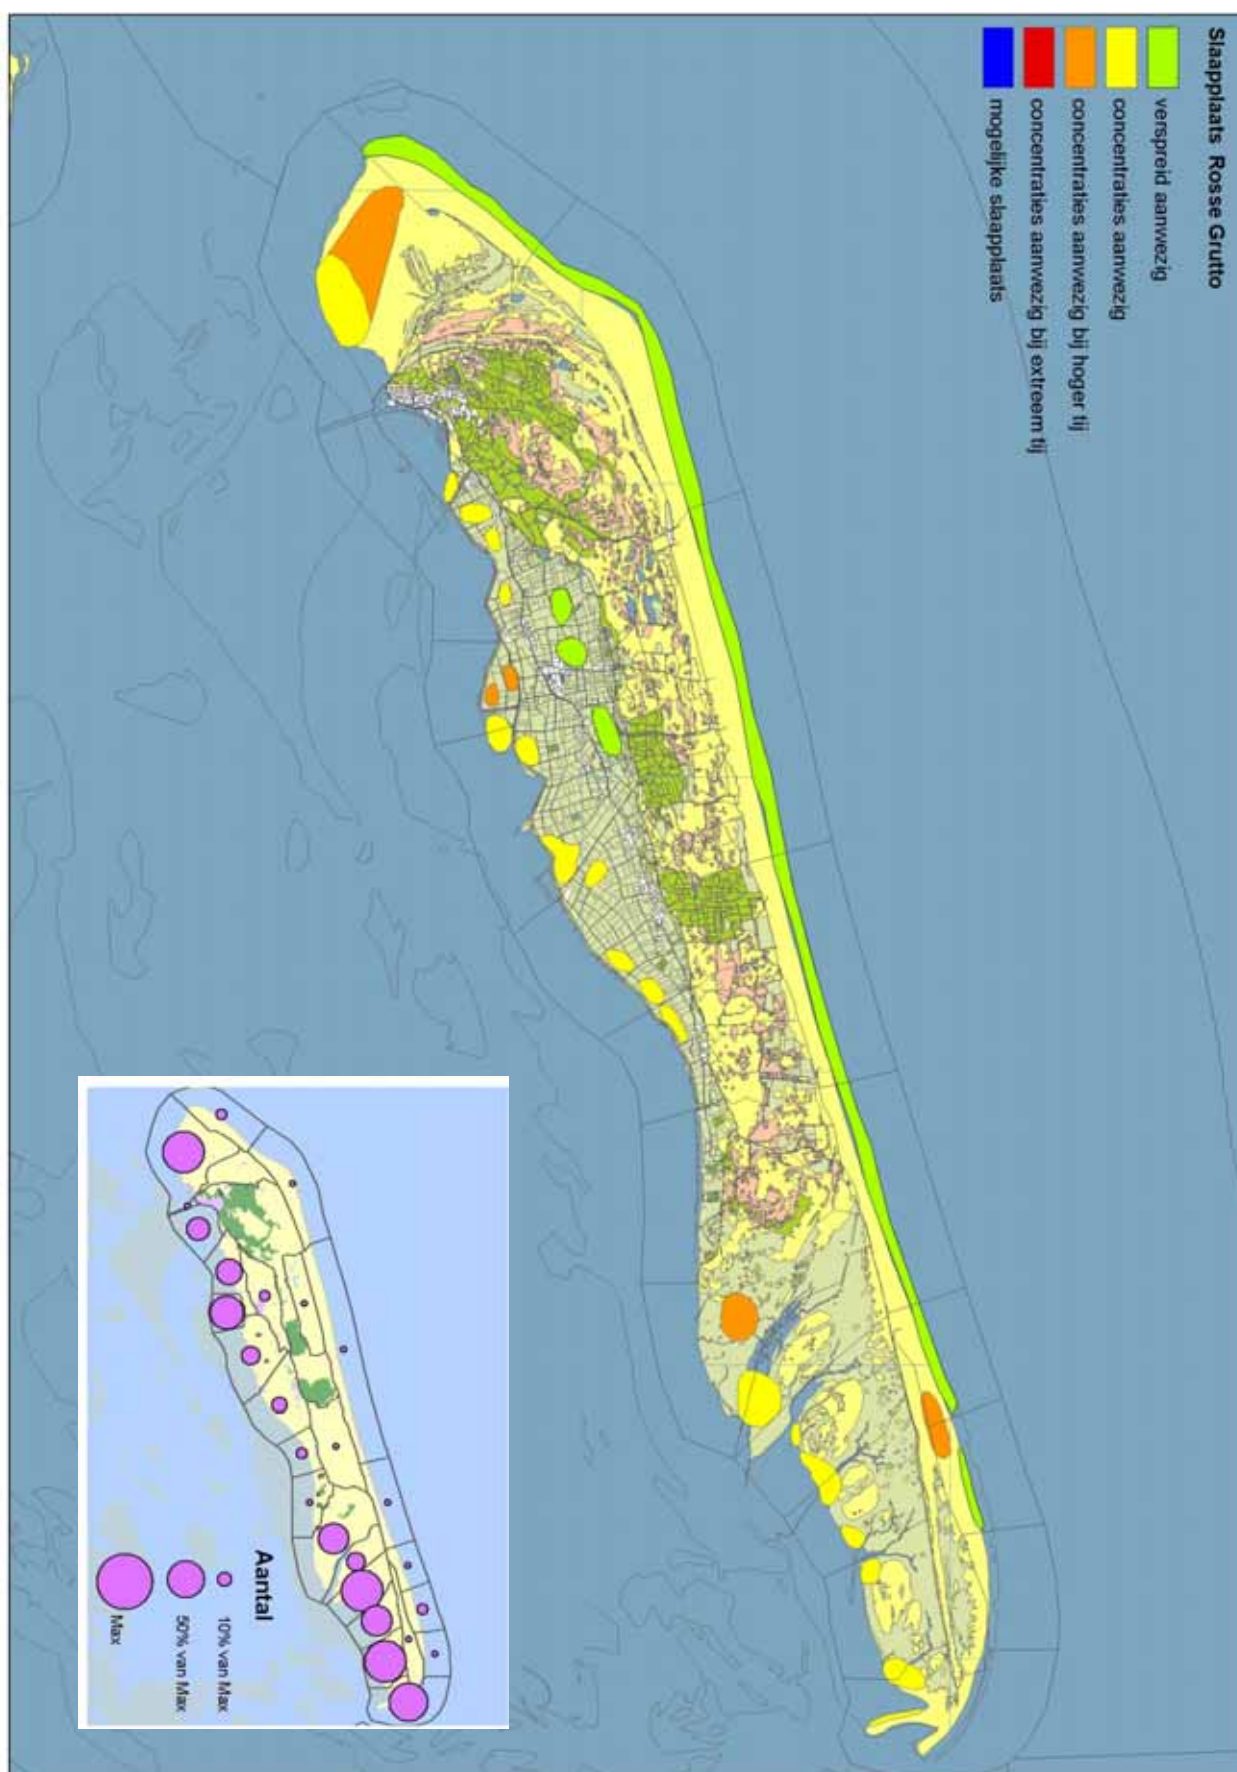 Slaapplaats Rosse Grutto
verspreid aanwezig
concentraties aanwezig
concentraties aanwezig bij hoger tij
concentraties aanwezig bij extreem tij
mogelijke slaapplaats
Aantal
10% van Max
50% van Max
Max